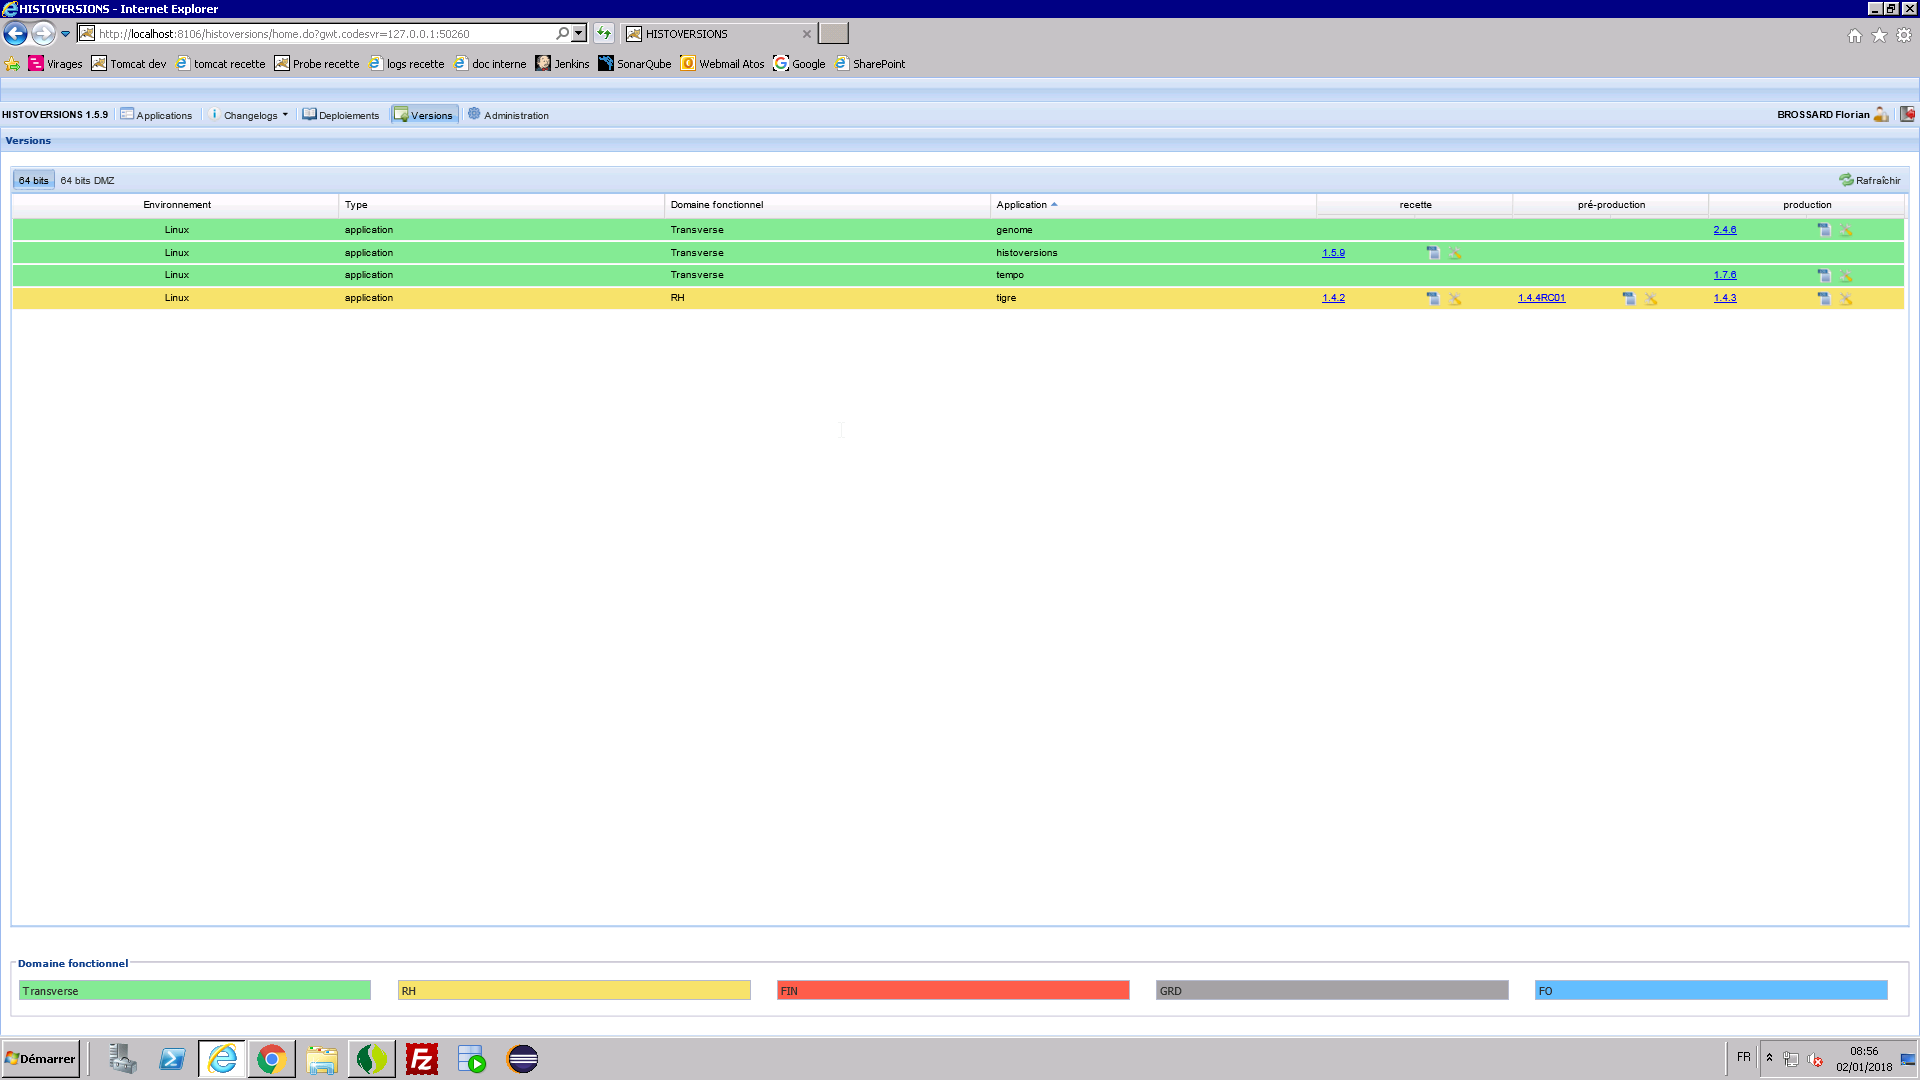 HISTOVERSIONS - Internet Explorer
http://localhost:8106/histoversions/home.do?gwt.codesvr=127.0.0.1:50260
HISTOVERSIONS
Virages Tomcat dev tomcat recette Probe recette logs recette doc interne Jenkins SonarQube Webmail Atos Google SharePoint
HISTOVERSIONS 1.5.9 Applications Changelogs Deploiements Versions Administration BROSSARD Florian
Versions
64 bits 64 bits DMZ Rafraîchir
Environnement Type Domaine fonctionnel Application recette pré-production production
Linux application Transverse genome 2.4.6
Linux application Transverse histoversions 1.5.9
Linux application Transverse tempo 1.7.6
Linux application RH tigre 1.4.2 1.4.4RC01 1.4.3
Domaine fonctionnel
Transverse RH FIN GRD FO
Démarrer FR 08:56
02/01/2018